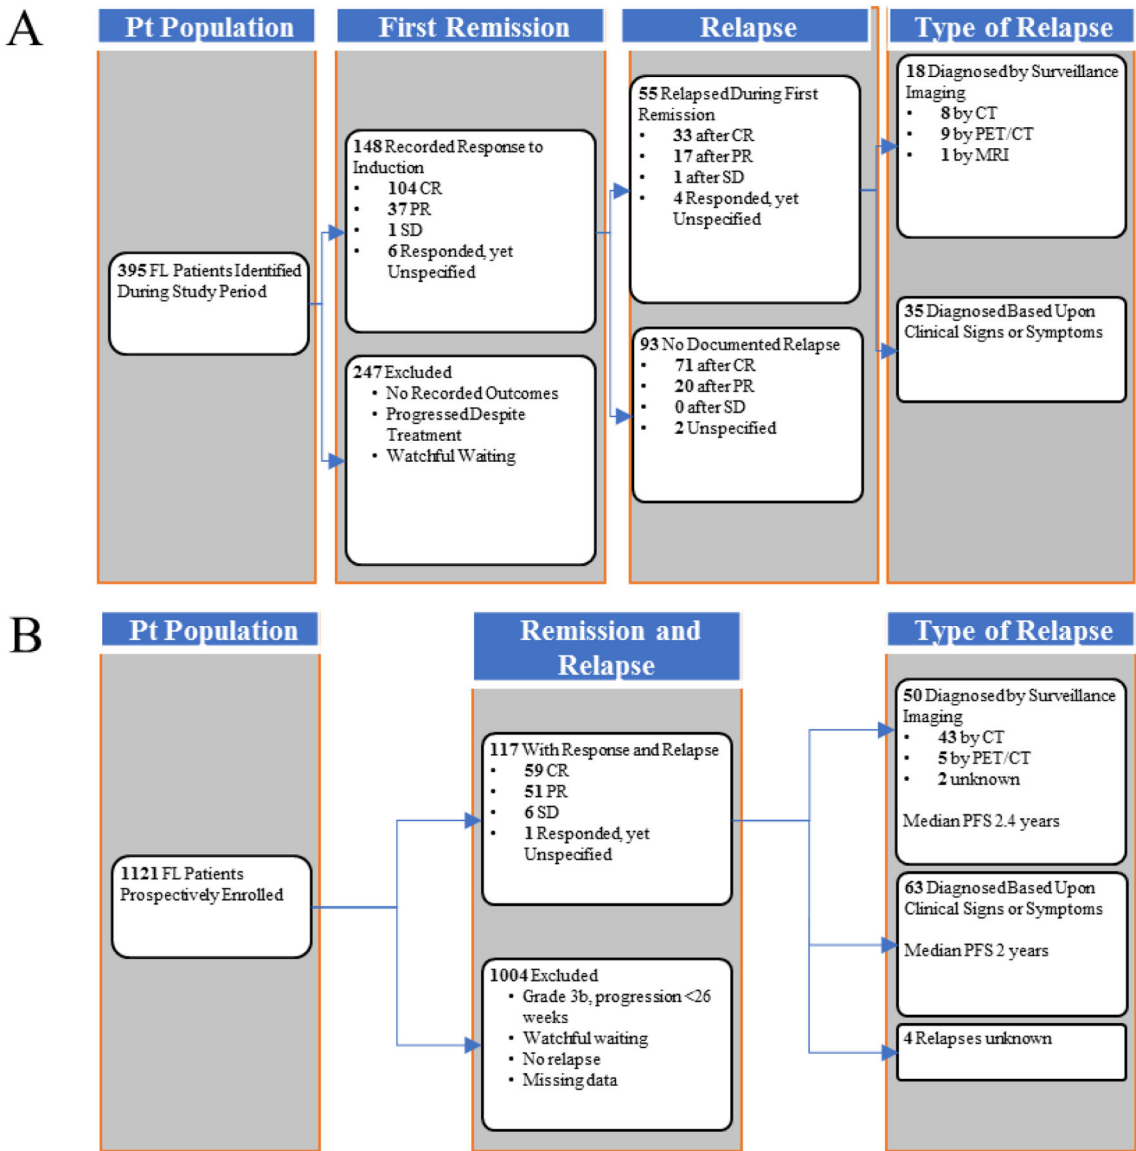 A
Pt Population
First Remission
Relapse
Type of Relapse
395 FL Patients Identified
During Study Period
148 Recorded Response to
Induction
• 104 CR
• 37 PR
• 1 SD
• 6 Responded, yet
Unspecified
247 Excluded
• No Recorded Outcomes
• Progressed Despite
Treatment
• Watchful Waiting
55 Relapsed During First
Remission
• 33 after CR
• 17 after PR
• 1 after SD
• 4 Responded, yet
Unspecified
93 No Documented Relapse
• 71 after CR
• 20 after PR
• 0 after SD
• 2 Unspecified
18 Diagnosed by Surveillance
Imaging
• 8 by CT
• 9 by PET/CT
• 1 by MRI
35 Diagnosed Based Upon
Clinical Signs or Symptoms
B
Pt Population
Remission and
Relapse
Type of Relapse
1121 FL Patients
Prospectively Enrolled
117 With Response and Relapse
• 59 CR
• 51 PR
• 6 SD
• 1 Responded, yet
Unspecified
1004 Excluded
• Grade 3b, progression <26
weeks
• Watchful waiting
• No relapse
• Missing data
50 Diagnosed by Surveillance
Imaging
• 43 by CT
• 5 by PET/CT
• 2 unknown
Median PFS 2.4 years
63 Diagnosed Based Upon
Clinical Signs or Symptoms
Median PFS 2 years
4 Relapses unknown